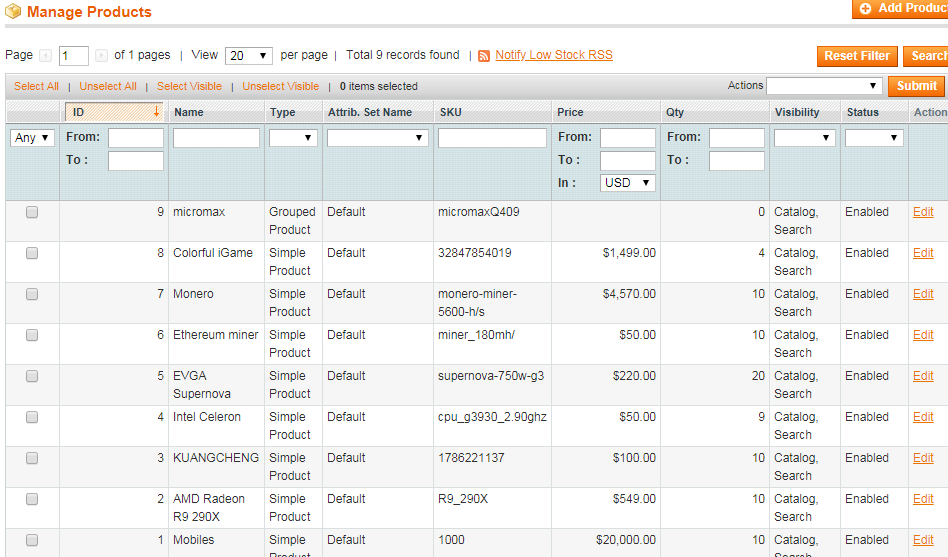 Manage Products
Add Produc
Page 1 of 1 pages | View 20 per page | Total 9 records found | Notify Low Stock RSS
Reset Filter Search
Select All | Unselect All | Select Visible | Unselect Visible | 0 items selected
Actions Submit
ID Name Type Attrib. Set Name SKU Price Qty Visibility Status Action
Any From: From: From:
To : To : To :
In : USD
9 micromax Grouped Default micromaxQ409 0 Catalog, Enabled Edit
Product Search
8 Colorful iGame Simple Default 32847854019 $1,499.00 4 Catalog, Enabled Edit
Product Search
7 Monero Simple Default monero-miner- $4,570.00 10 Catalog, Enabled Edit
Product 5600-h/s Search
6 Ethereum miner Simple Default miner_180mh/ $50.00 10 Catalog, Enabled Edit
Product Search
5 EVGA Simple Default supernova-750w-g3 $220.00 20 Catalog, Enabled Edit
Supernova Product Search
4 Intel Celeron Simple Default cpu_g3930_2.90ghz $50.00 9 Catalog, Enabled Edit
Product Search
3 KUANGCHENG Simple Default 1786221137 $100.00 10 Catalog, Enabled Edit
Product Search
2 AMD Radeon Simple Default R9_290X $549.00 10 Catalog, Enabled Edit
R9 290X Product Search
1 Mobiles Simple Default 1000 $20,000.00 10 Catalog, Enabled Edit
Product Search